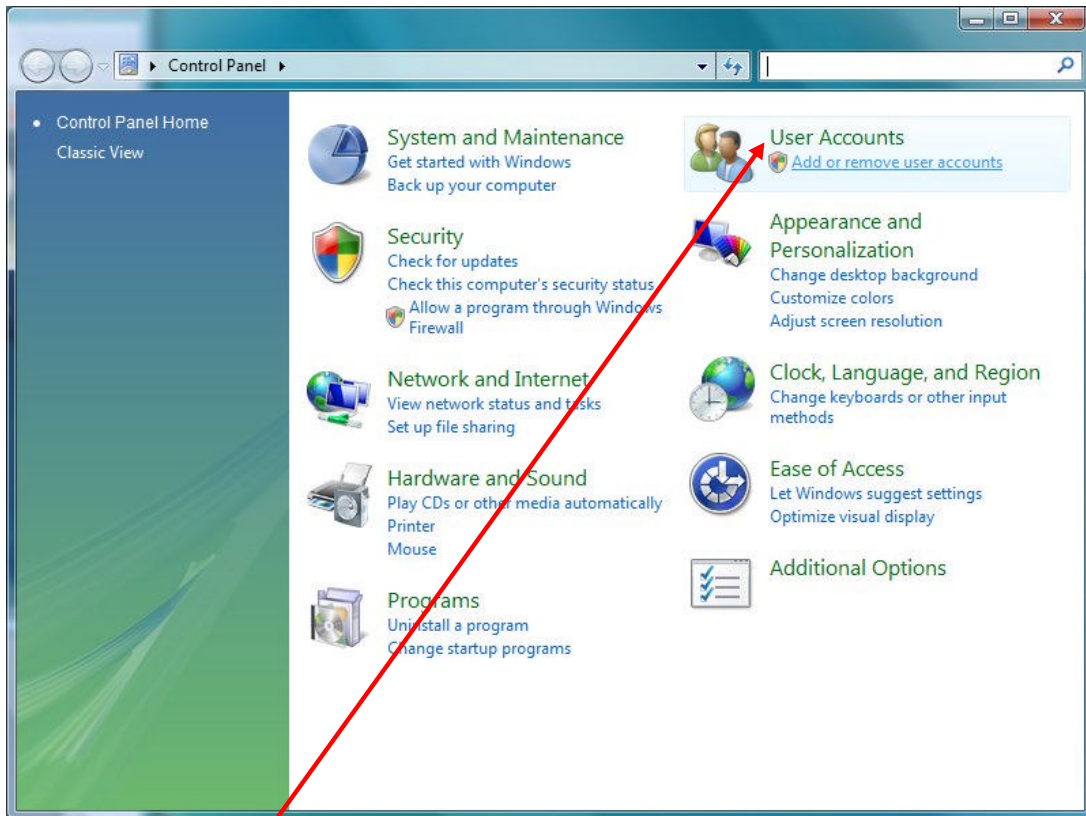 Control Panel
Control Panel Home
Classic View
System and Maintenance
Get started with Windows
Back up your computer
Security
Check for updates
Check this computer's security status
Allow a program through Windows
Firewall
Network and Internet
View network status and tasks
Set up file sharing
Hardware and Sound
Play CDs or other media automatically
Printer
Mouse
Programs
Uninstall a program
Change startup programs
User Accounts
Add or remove user accounts
Appearance and
Personalization
Change desktop background
Customize colors
Adjust screen resolution
Clock, Language, and Region
Change keyboards or other input
methods
Ease of Access
Let Windows suggest settings
Optimize visual display
Additional Options